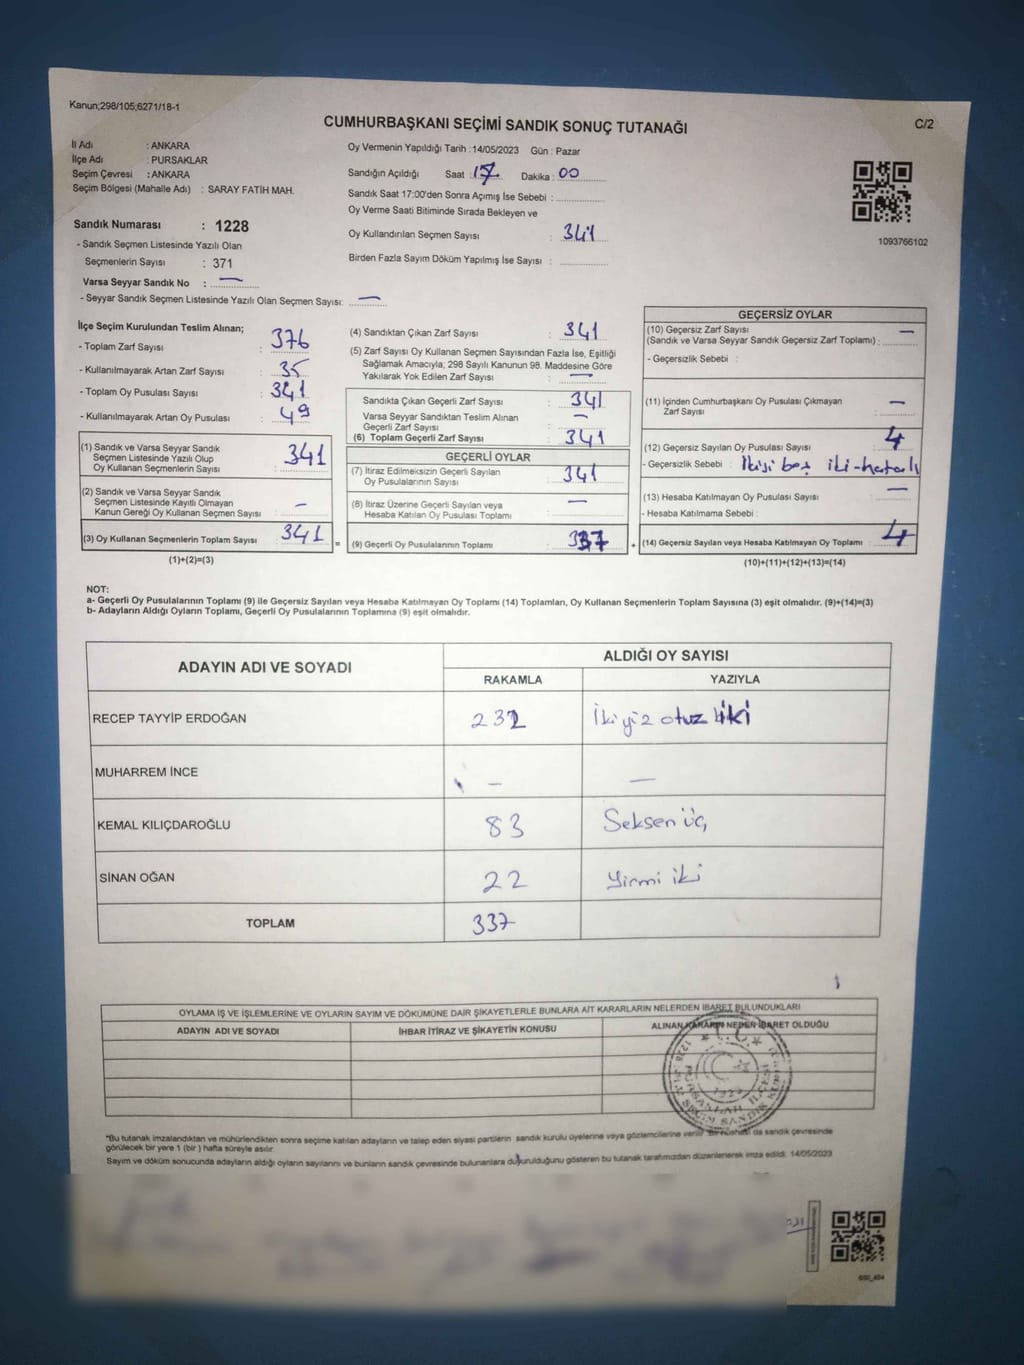 Kanun;298/105;6271/18-1
CUMHURBAŞKANI SEÇİMİ SANDIK SONUÇ TUTANAĞI
C/2
İl Adı : ANKARA
İlçe Adı : PURSAKLAR
Seçim Çevresi : ANKARA
Seçim Bölgesi (Mahalle Adı) : SARAY FATİH MAH.
Sandık Numarası : 1228
- Sandık Seçmen Listesinde Yazılı Olan
Seçmenlerin Sayısı : 371
Varsa Seyyar Sandık No : —
- Seyyar Sandık Seçmen Listesinde Yazılı Olan Seçmen Sayısı: —
Oy Vermenin Yapıldığı Tarih :14/05/2023 Gün : Pazar
Sandığın Açıldığı Saat : 17 Dakika : 00
Sandık Saat 17:00'den Sonra Açımış İse Sebebi :
Oy Verme Saati Bitiminde Sırada Bekleyen ve
Oy Kullandırılan Seçmen Sayısı : 341
Birden Fazla Sayım Döküm Yapılmış İse Sayısı :
1093766102
İlçe Seçim Kurulundan Teslim Alınan;
- Toplam Zarf Sayısı : 376
- Kullanılmayarak Artan Zarf Sayısı : 35
- Toplam Oy Pusulası Sayısı : 341
- Kullanılmayarak Artan Oy Pusulası : 49
(1) Sandık ve Varsa Seyyar Sandık
Seçmen Listesinde Yazılı Olup
Oy Kullanan Seçmenlerin Sayısı : 341
(2) Sandık ve Varsa Seyyar Sandık
Seçmen Listesinde Kayıtlı Olmayan
Kanun Gereği Oy Kullanan Seçmen Sayısı : —
(3) Oy Kullanan Seçmenlerin Toplam Sayısı : 341
(1)+(2)=(3)
=
(4) Sandıktan Çıkan Zarf Sayısı : 341
(5) Zarf Sayısı Oy Kullanan Seçmen Sayısından Fazla İse, Eşitliği
Sağlamak Amacıyla; 298 Sayılı Kanunun 98. Maddesine Göre
Yakılarak Yok Edilen Zarf Sayısı : —
Sandıkta Çıkan Geçerli Zarf Sayısı : 341
Varsa Seyyar Sandıktan Teslim Alınan
Geçerli Zarf Sayısı : —
(6) Toplam Geçerli Zarf Sayısı : 341
GEÇERLİ OYLAR
(7) İtiraz Edilmeksizin Geçerli Sayılan
Oy Pusulalarının Sayısı : 341
(8) İtiraz Üzerine Geçerli Sayılan veya
Hesaba Katılan Oy Pusulası Toplamı : —
(9) Geçerli Oy Pusulalarının Toplamı : 337
+
GEÇERSİZ OYLAR
(10) Geçersiz Zarf Sayısı
(Sandık ve Varsa Seyyar Sandık Geçersiz Zarf Toplamı) : —
- Geçersizlik Sebebi :
(11) İçinden Cumhurbaşkanı Oy Pusulası Çıkmayan
Zarf Sayısı : —
(12) Geçersiz Sayılan Oy Pusulası Sayısı : 4
- Geçersizlik Sebebi : İkisi boş iki-hatalı
(13) Hesaba Katılmayan Oy Pusulası Sayısı : —
- Hesaba Katılmama Sebebi :
(14) Geçersiz Sayılan veya Hesaba Katılmayan Oy Toplamı : 4
(10)+(11)+(12)+(13)=(14)
NOT:
a- Geçerli Oy Pusulalarının Toplamı (9) ile Geçersiz Sayılan veya Hesaba Katılmayan Oy Toplamı (14) Toplamları, Oy Kullanan Seçmenlerin Toplam Sayısına (3) eşit olmalıdır. (9)+(14)=(3)
b- Adayların Aldığı Oyların Toplamı, Geçerli Oy Pusulalarının Toplamına (9) eşit olmalıdır.
ADAYIN ADI VE SOYADI
ALDIĞI OY SAYISI
RAKAMLA YAZIYLA
RECEP TAYYİP ERDOĞAN 232 İkiyüz otuz iki
MUHARREM İNCE — —
KEMAL KILIÇDAROĞLU 83 Seksen üç
SİNAN OĞAN 22 Yirmi iki
TOPLAM 337
OYLAMA İŞ VE İŞLEMLERİNE VE OYLARIN SAYIM VE DÖKÜMÜNE DAİR ŞİKAYETLERLE BUNLARA AİT KARARLARIN NELERDEN İBARET BULUNDUKLARI
ADAYIN ADI VE SOYADI İHBAR İTİRAZ VE ŞİKAYETİN KONUSU ALINAN KARARIN NEDEN İBARET OLDUĞU
T.C.
1923
PURSAKLAR İLÇESİ
*Bu tutanak imzalandıktan ve mühürlendikten sonra seçime katılan adayların ve talep eden siyasi partilerin sandık kurulu üyelerine veya gözlemcilerine verilir. Bir nüshası da sandık çevresinde
görülecek bir yere 1 (bir) hafta süreyle asılır.
Sayım ve döküm sonucunda adayların aldığı oyların sayılarını ve bunların sandık çevresinde bulunanlara duyurulduğunu gösteren bu tutanak tarafımızdan düzenlenerek imza edildi. 14/05/2023